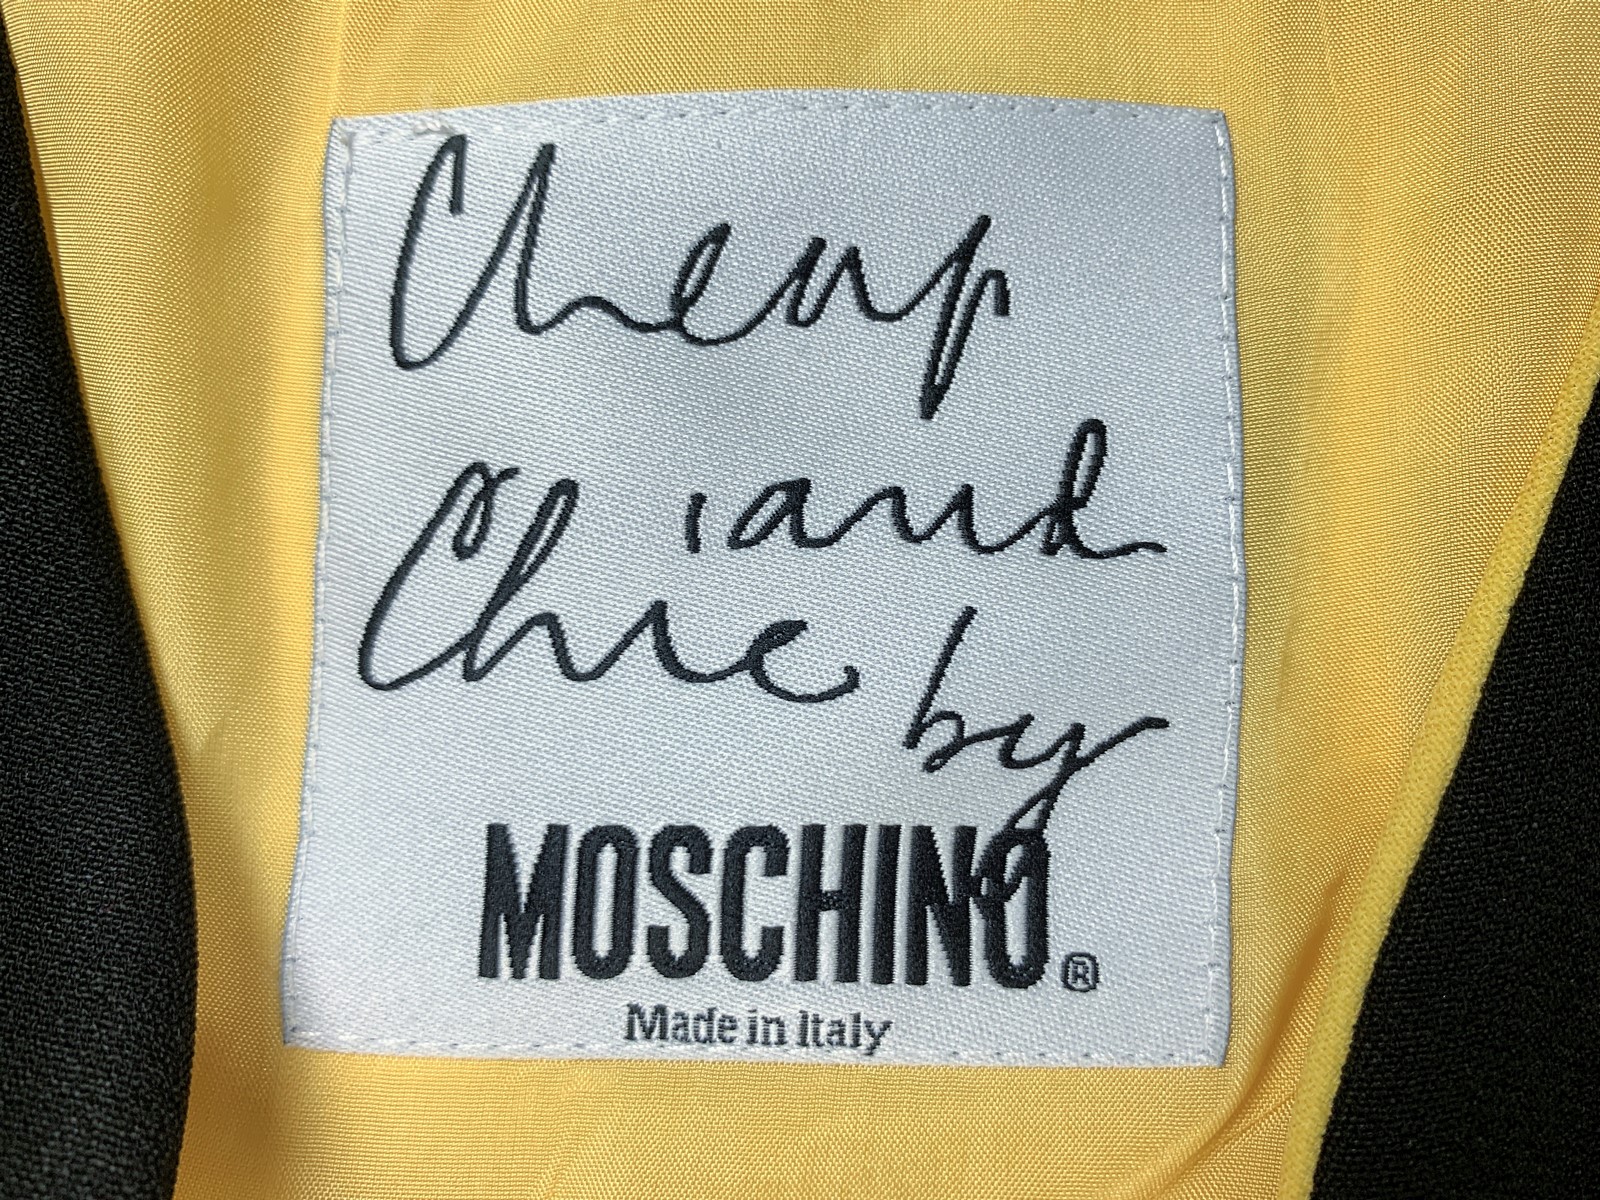 Cheap
and
Chic by
MOSCHINO®
Made in Italy